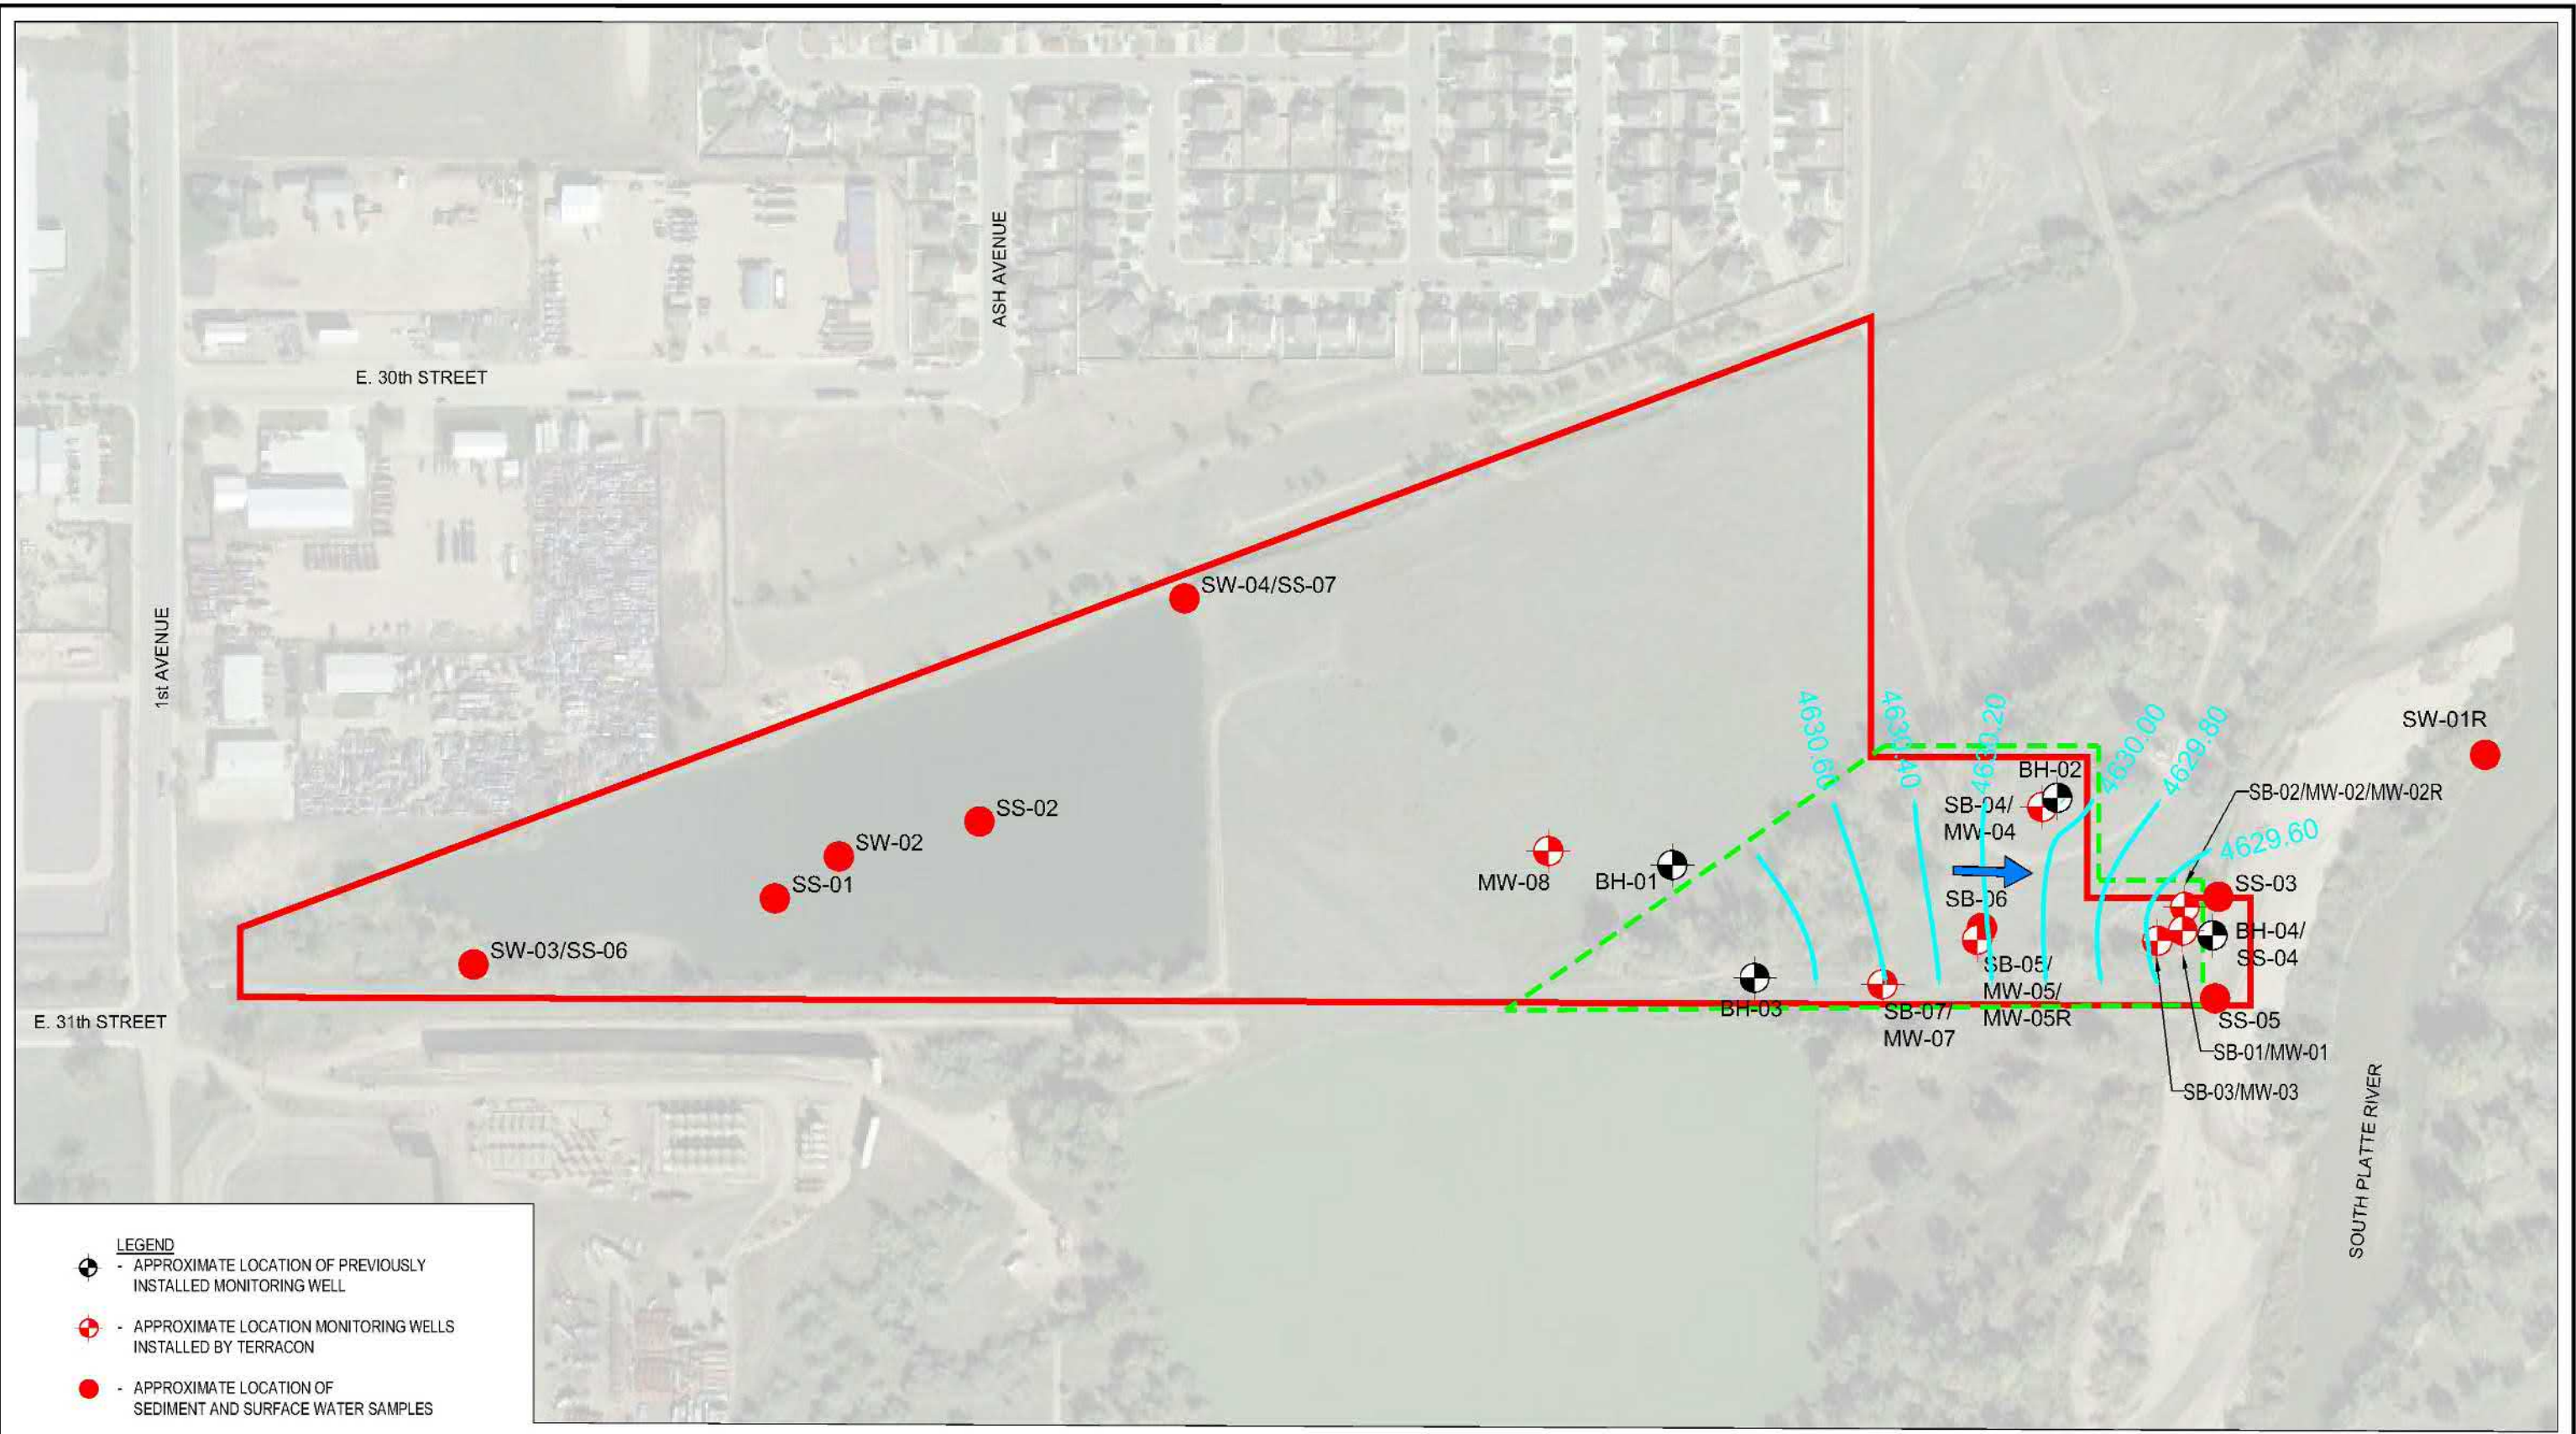 ASH AVENUE
E. 30th STREET
1st AVENUE
SW-04/SS-07
SW-01R
4630.60
4630.40
4630.20
4630.00
4629.80
4629.60
BH-02
SB-04/
MW-04
SB-02/MW-02/MW-02R
SS-02
SW-02
SS-01
MW-08
BH-01
SS-03
SB-06
BH-04/
SS-04
SW-03/SS-06
SB-05/
MW-05/
MW-05R
BH-03
SB-07/
MW-07
SS-05
E. 31th STREET
SB-01/MW-01
SB-03/MW-03
SOUTH PLATTE RIVER
LEGEND
- APPROXIMATE LOCATION OF PREVIOUSLY
INSTALLED MONITORING WELL
- APPROXIMATE LOCATION MONITORING WELLS
INSTALLED BY TERRACON
- APPROXIMATE LOCATION OF
SEDIMENT AND SURFACE WATER SAMPLES